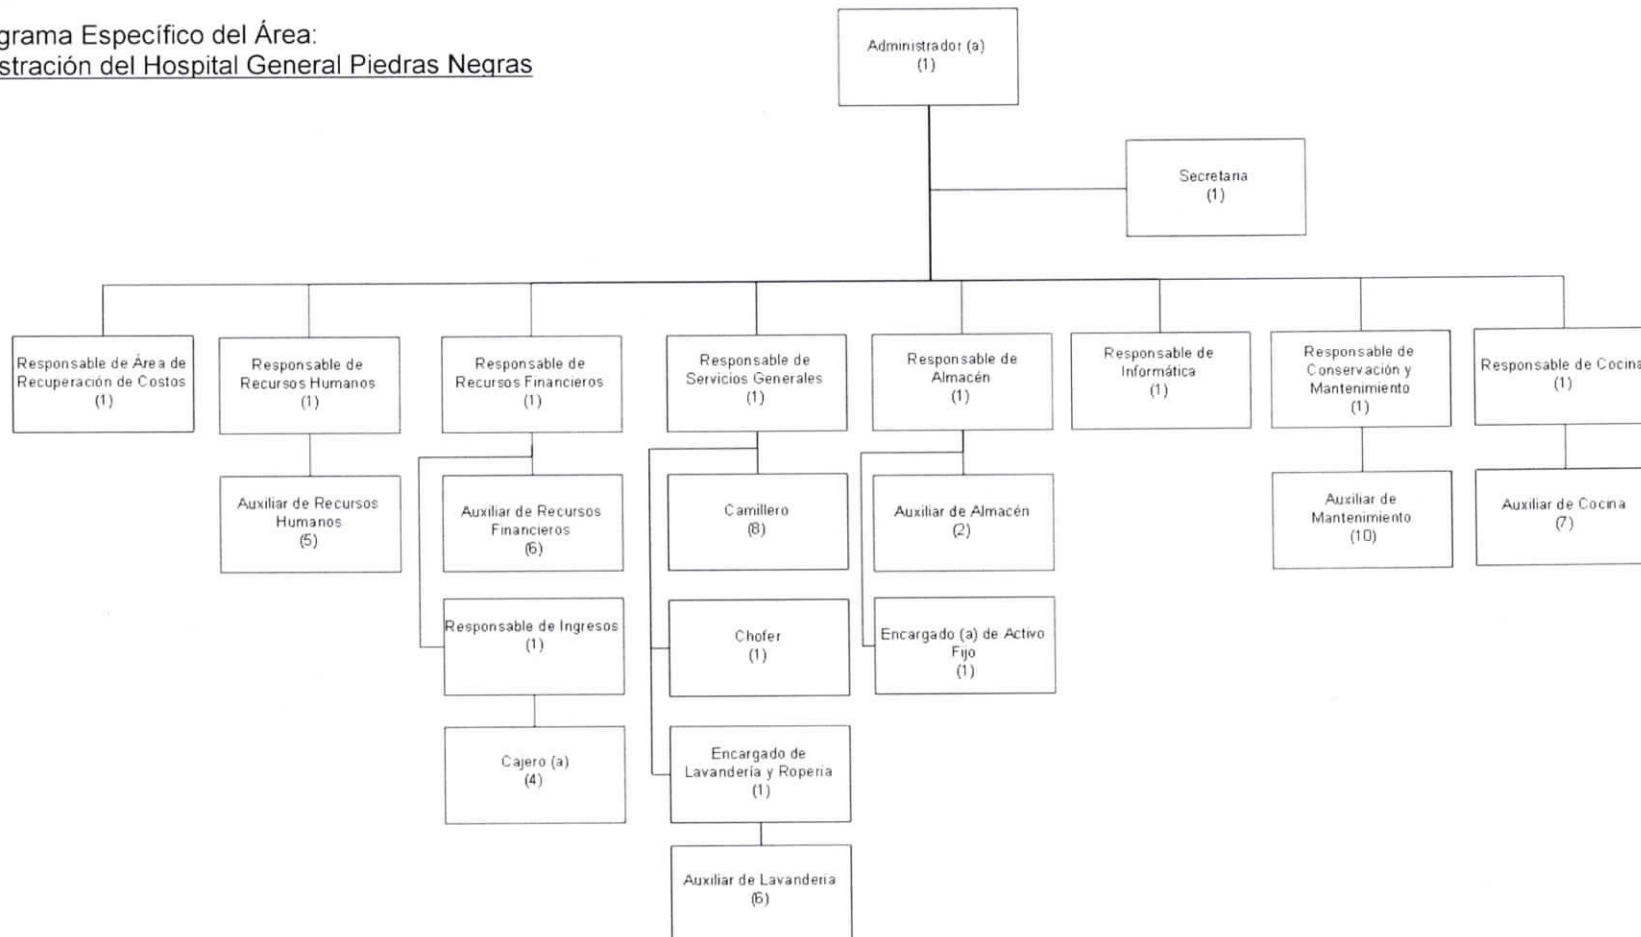 grama Específico del Área:
stración del Hospital General Piedras Negras
Administrador (a)
(1)
Secretaria
(1)
Responsable de Área de
Recuperación de Costos
(1)
Responsable de
Recursos Humanos
(1)
Responsable de
Recursos Financieros
(1)
Responsable de
Servicios Generales
(1)
Responsable de
Almacén
(1)
Responsable de
Informática
(1)
Responsable de
Conservación y
Mantenimiento
(1)
Responsable de Cocina
(1)
Auxiliar de Recursos
Humanos
(5)
Auxiliar de Recursos
Financieros
(6)
Camillero
(8)
Auxiliar de Almacén
(2)
Auxiliar de
Mantenimiento
(10)
Auxiliar de Cocina
(7)
Responsable de Ingresos
(1)
Chofer
(1)
Encargado (a) de Activo
Fijo
(1)
Cajero (a)
(4)
Encargado de
Lavandería y Ropería
(1)
Auxiliar de Lavandería
(6)